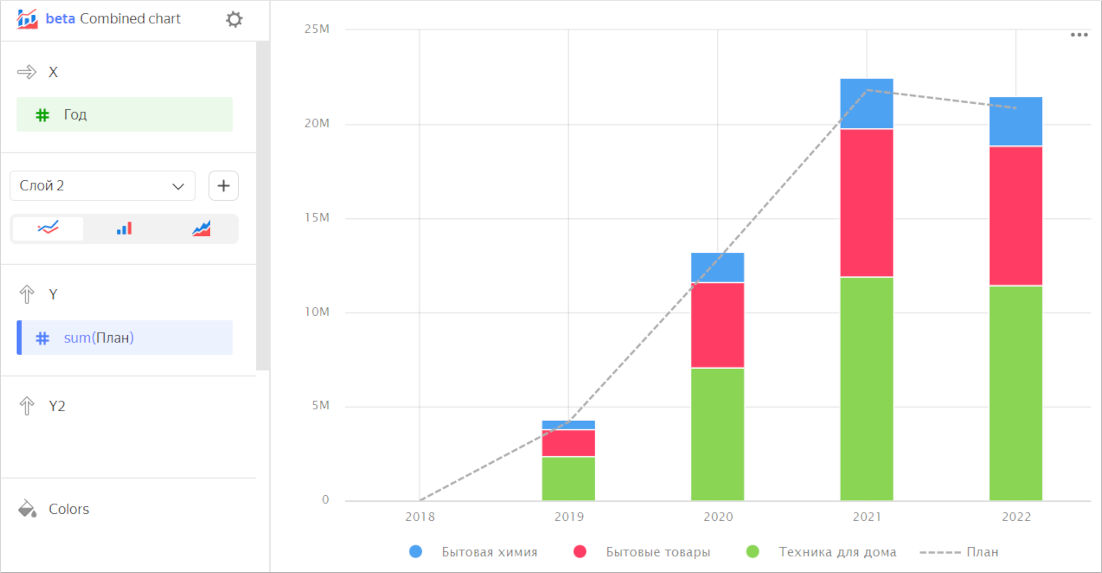 beta Combined chart
X
# Год
Слой 2
Y
# sum(План)
Y2
Colors
25M
20M
15M
10M
5M
0
2018 2019 2020 2021 2022
Бытовая химия Бытовые товары Техника для дома План